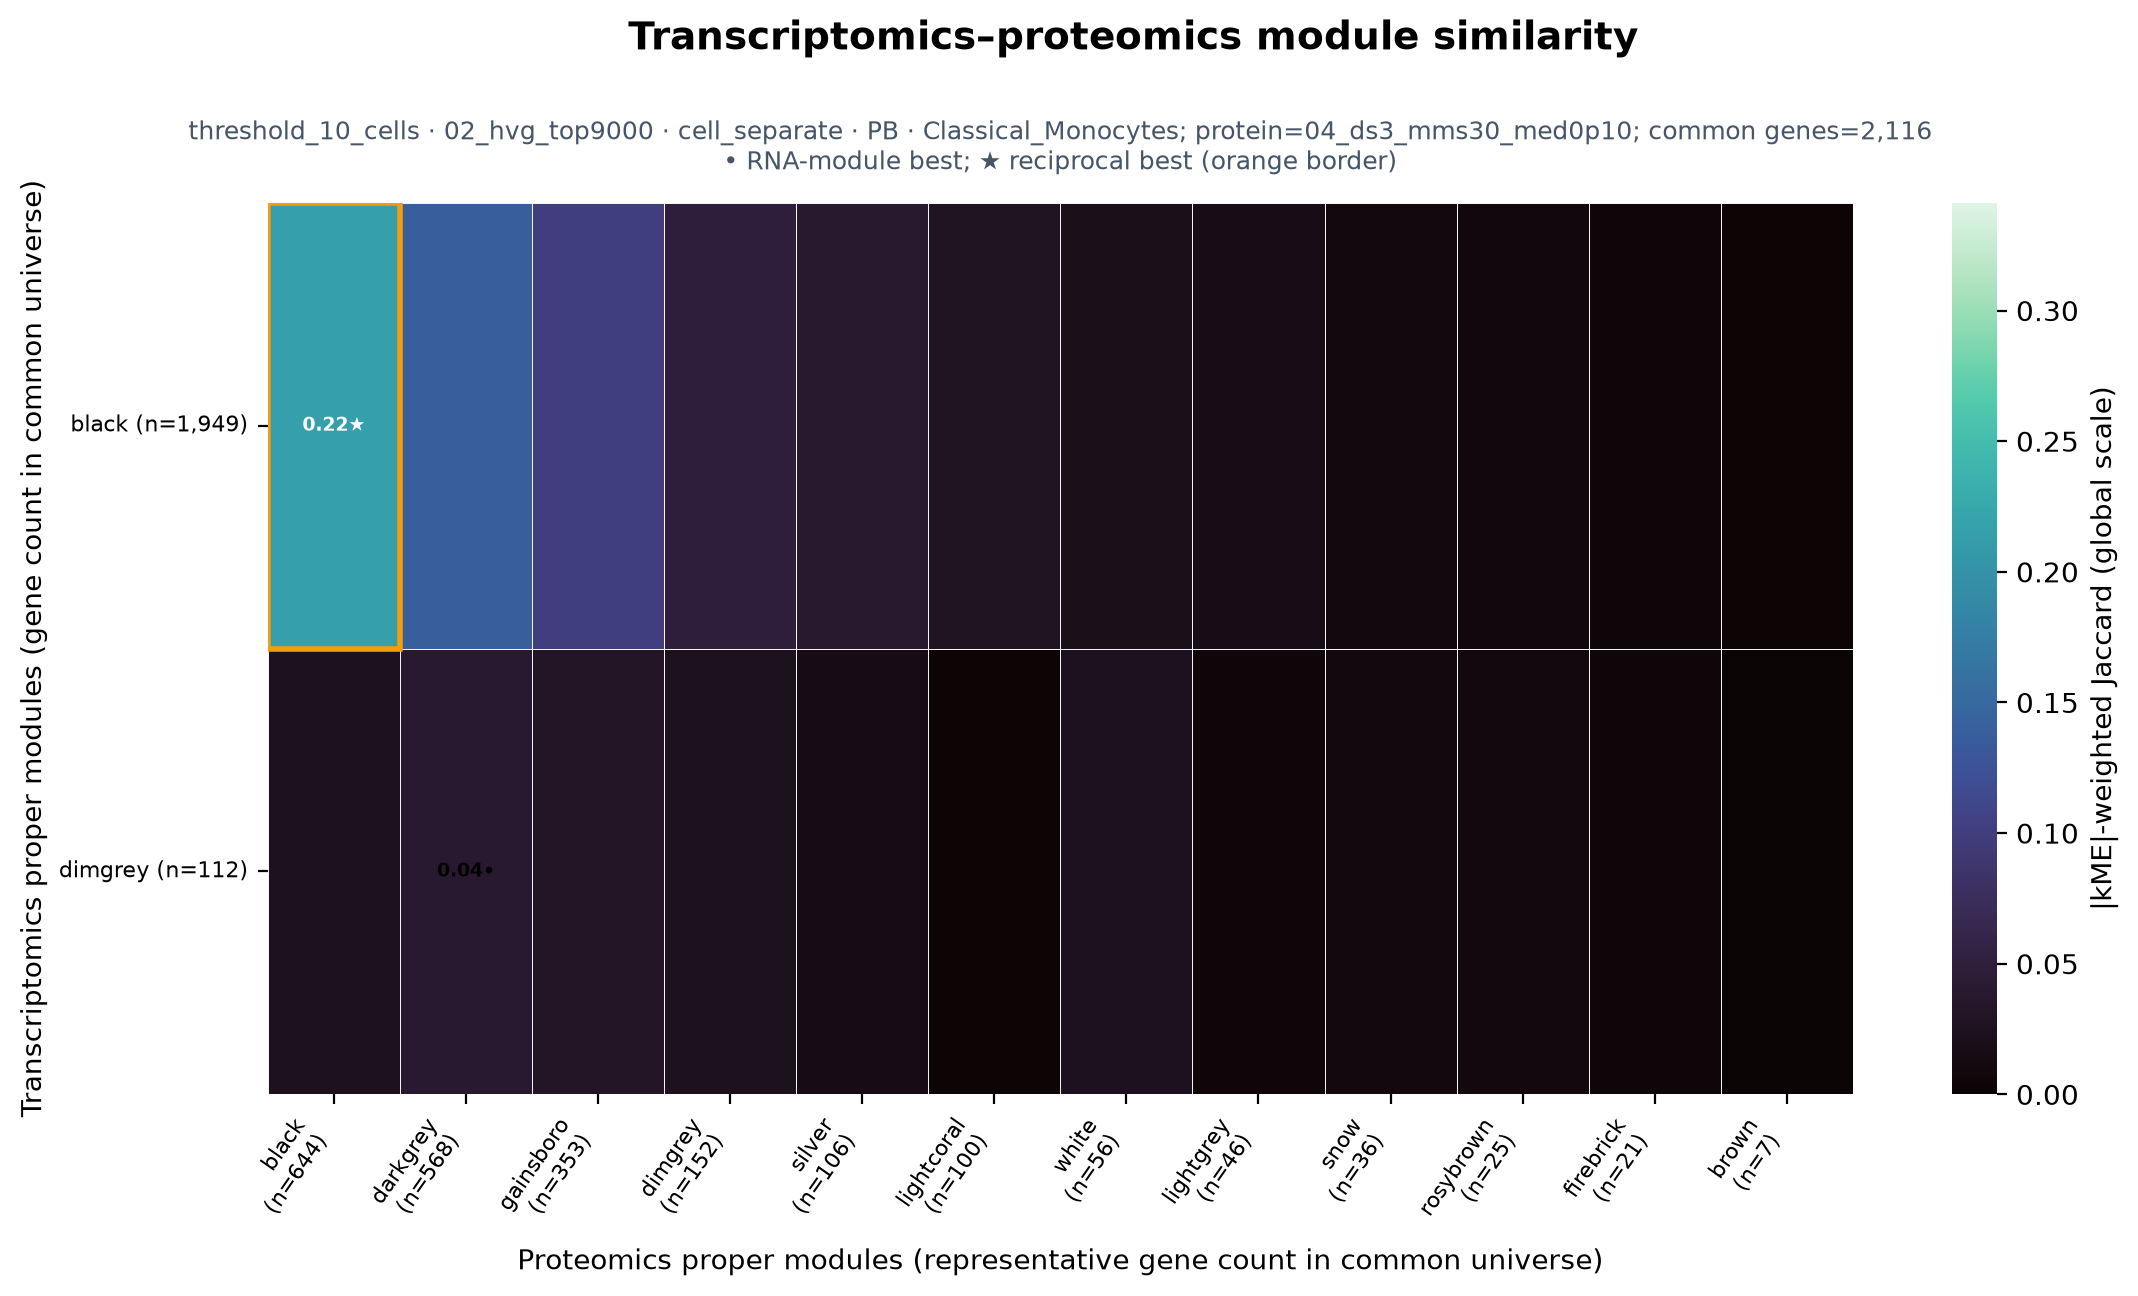 Transcriptomics–proteomics module similarity
threshold_10_cells · 02_hvg_top9000 · cell_separate · PB · Classical_Monocytes; protein=04_ds3_mms30_med0p10; common genes=2,116
• RNA-module best; ★ reciprocal best (orange border)
Transcriptomics proper modules (gene count in common universe)
black (n=1,949)
dimgrey (n=112)
0.22★
0.04•
black
(n=644)
darkgrey
(n=568)
gainsboro
(n=353)
dimgrey
(n=152)
silver
(n=106)
lightcoral
(n=100)
white
(n=56)
lightgrey
(n=46)
snow
(n=36)
rosybrown
(n=25)
firebrick
(n=21)
brown
(n=7)
Proteomics proper modules (representative gene count in common universe)
0.30
0.25
0.20
0.15
0.10
0.05
0.00
|kME|-weighted Jaccard (global scale)